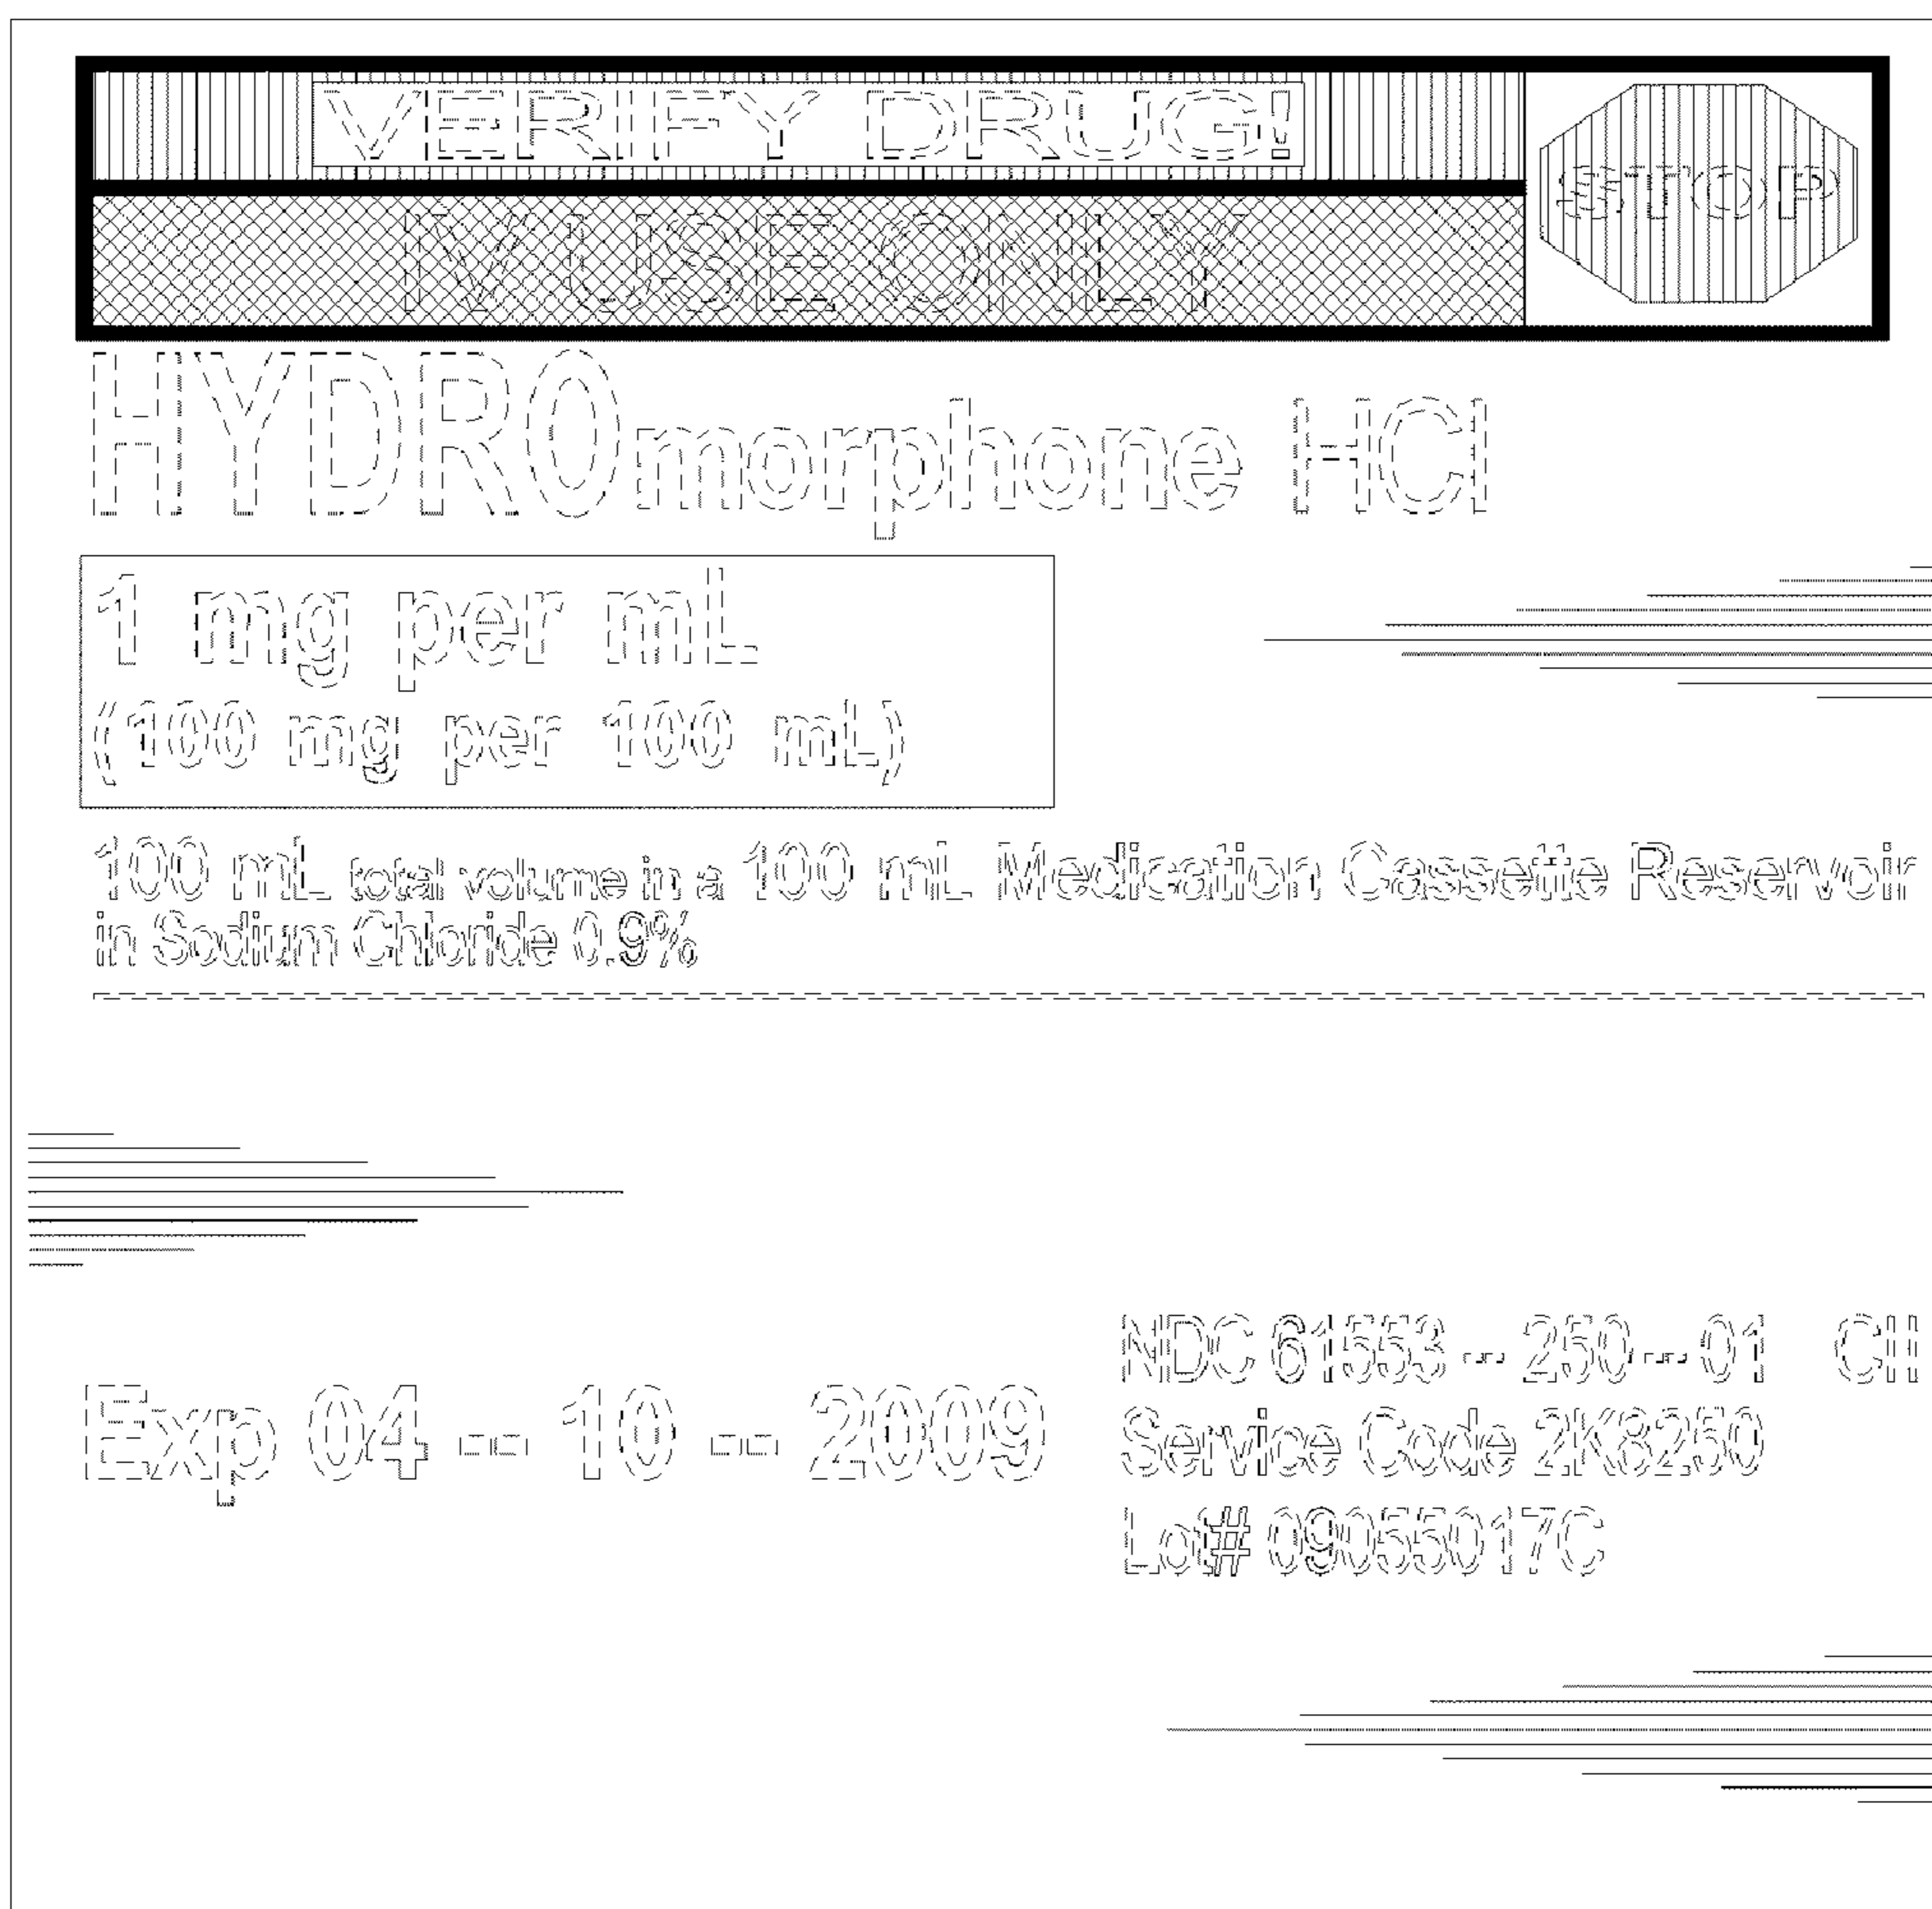 VERIFY DRUG!
STOP
IV USE ONLY
HYDROmorphone HCl
1 mg per mL
(100 mg per 100 mL)
100 mL total volume in a 100 mL Medication Cassette Reservoir
in Sodium Chloride 0.9%
NDC 61553-250-01 CII
Exp 04-10-2009
Service Code 2K8250
Lot# 09055017C